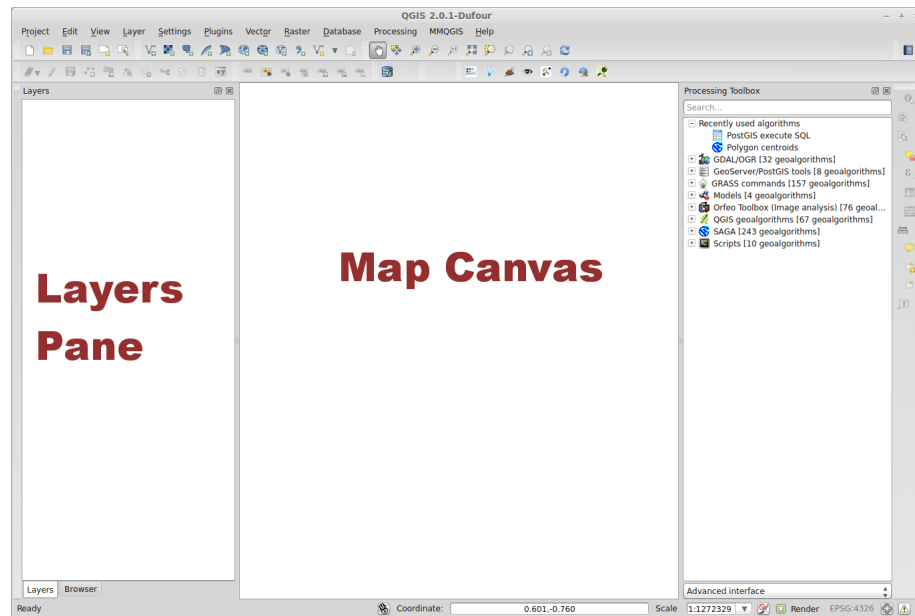 QGIS 2.0.1-Dufour
Project Edit View Layer Settings Plugins Vector Raster Database Processing MMQGIS Help
Layers
Processing Toolbox
Search...
Recently used algorithms
PostGIS execute SQL
Polygon centroids
GDAL/OGR [32 geoalgorithms]
GeoServer/PostGIS tools [8 geoalgorithms]
GRASS commands [157 geoalgorithms]
Models [4 geoalgorithms]
Orfeo Toolbox (Image analysis) [76 geoal...
QGIS geoalgorithms [67 geoalgorithms]
SAGA [243 geoalgorithms]
Scripts [10 geoalgorithms]
Layers
Pane
Map Canvas
Layers Browser
Advanced interface
Ready Coordinate: 0.601,-0.760 Scale 1:1272329 Render EPSG:4326